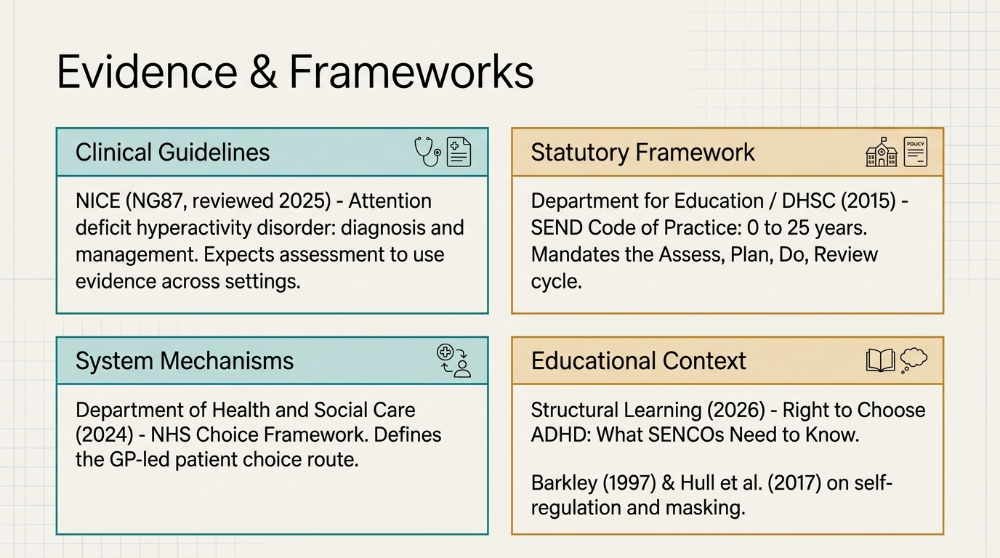 Evidence & Frameworks
Clinical Guidelines
NICE (NG87, reviewed 2025) - Attention
deficit hyperactivity disorder: diagnosis and
management. Expects assessment to use
evidence across settings.
Statutory Framework
POLICY
Department for Education / DHSC (2015) -
SEND Code of Practice: 0 to 25 years.
Mandates the Assess, Plan, Do, Review
cycle.
System Mechanisms
Department of Health and Social Care
(2024) - NHS Choice Framework. Defines
the GP-led patient choice route.
Educational Context
Structural Learning (2026) - Right to Choose
ADHD: What SENCOs Need to Know.
Barkley (1997) & Hull et al. (2017) on self-
regulation and masking.